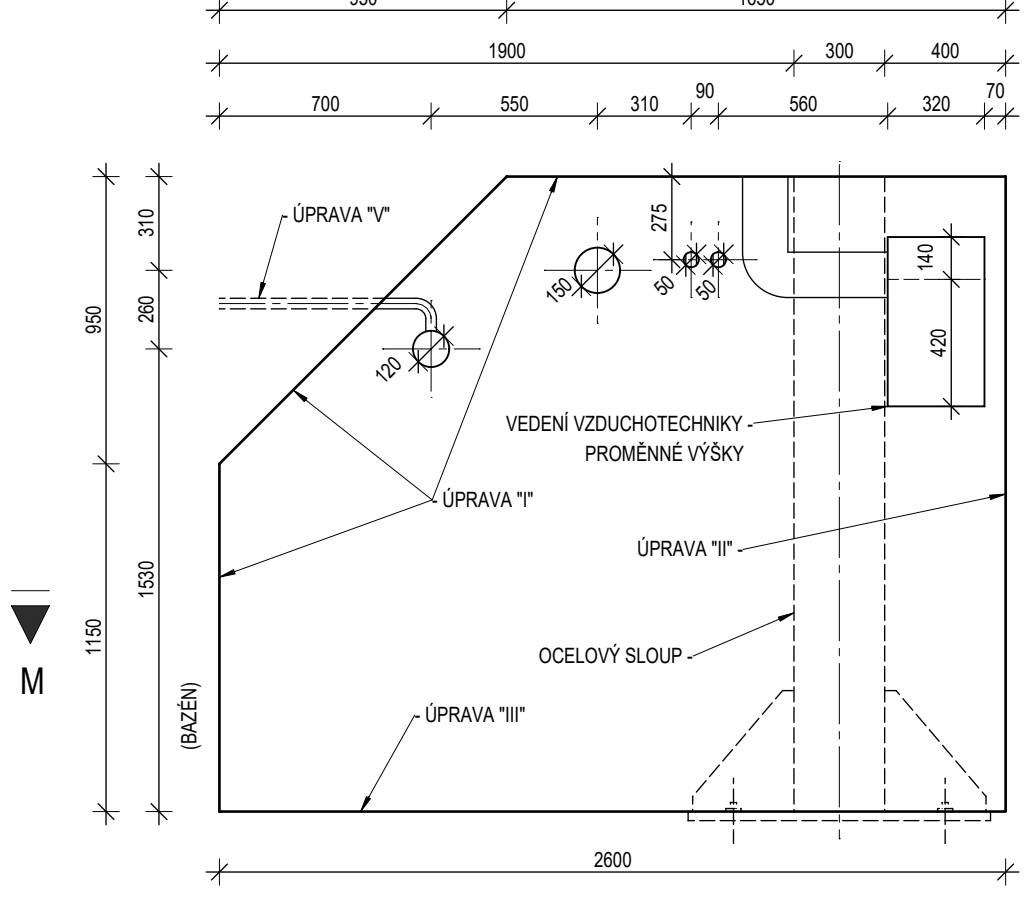 1900 300 400
700 550 310 90 560 320 70
310
275
ÚPRAVA "V"
140
150
50
50
260
950
420
120
VEDENÍ VZDUCHOTECHNIKY
PROMĚNNÉ VÝŠKY
ÚPRAVA "I"
ÚPRAVA "II"
1530
1150
OCELOVÝ SLOUP
M
(BAZÉN)
ÚPRAVA "III"
2600